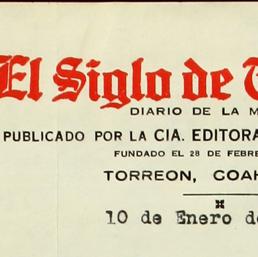 El Siglo de
DIARIO DE LA M
PUBLICADO POR LA CIA. EDITORA
FUNDADO EL 28 DE FEBRE
TORREON, COAH
10 de Enero de